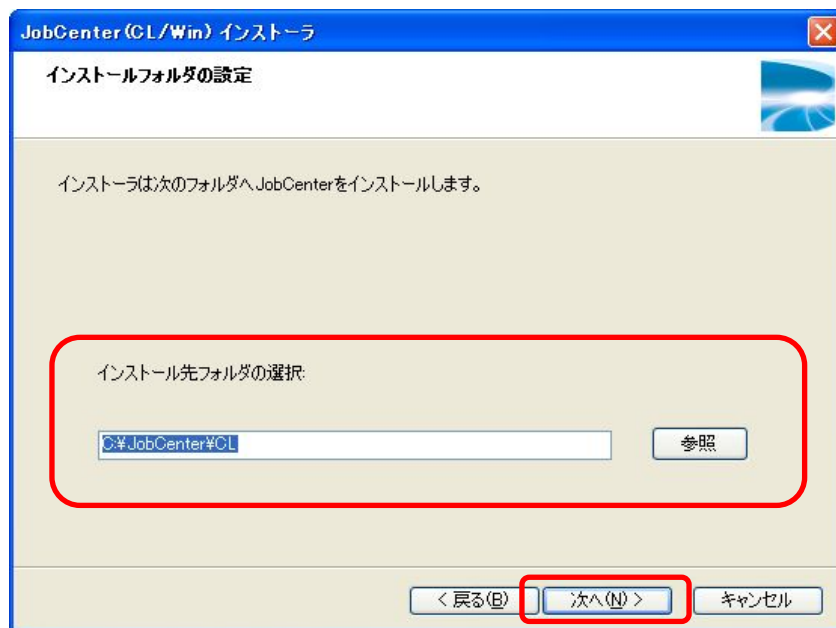 JobCenter(CL/Win) インストーラ
インストールフォルダの設定
インストーラは次のフォルダへJobCenterをインストールします。
インストール先フォルダの選択:
C:¥JobCenter¥CL
参照
< 戻る(B)
次へ(N) >
キャンセル